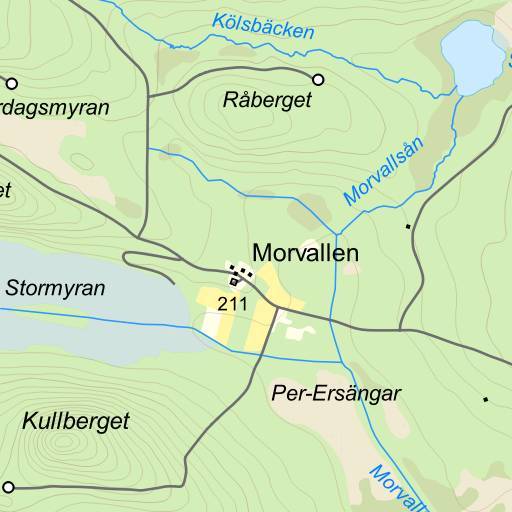 Kölsbäcken
Råberget
rdagsmyran
Morvallsån
et
Morvallen
Stormyran
211
Per-Ersängar
Kullberget
Morvall